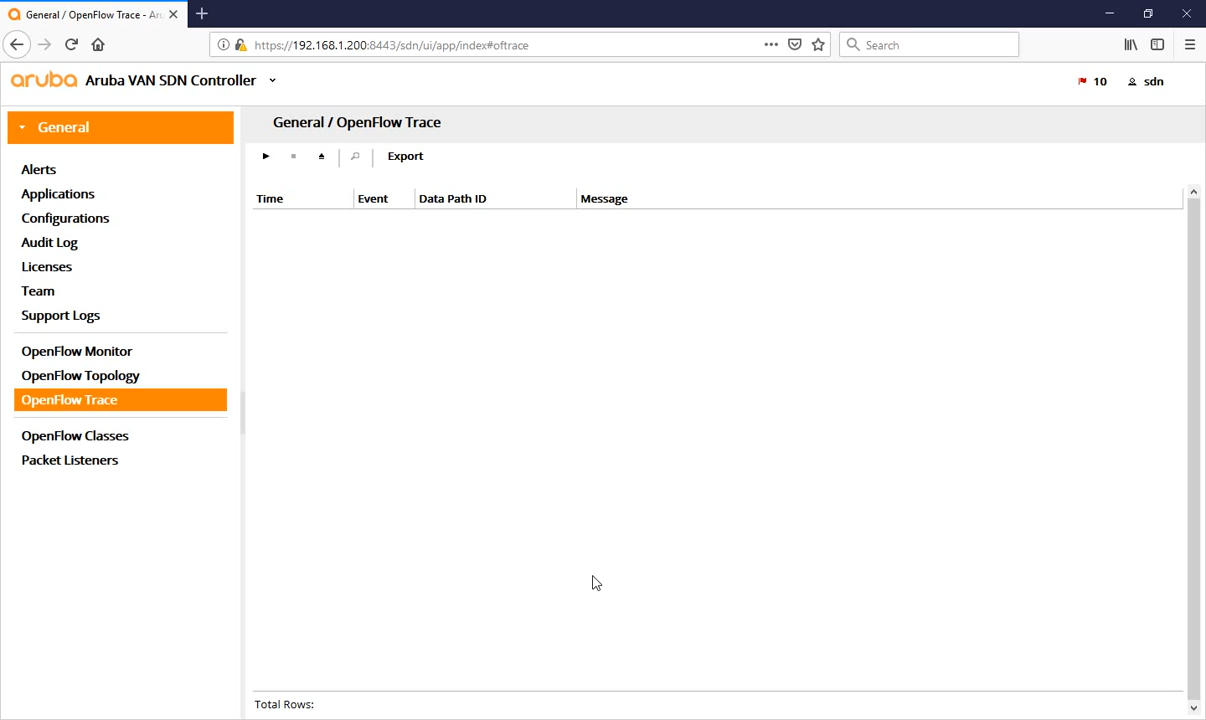 General / OpenFlow Trace - Aru
https://192.168.1.200:8443/sdn/ui/app/index#oftrace
Search
aruba Aruba VAN SDN Controller
10
sdn
General
General / OpenFlow Trace
Export
Alerts
Applications
Configurations
Audit Log
Licenses
Team
Support Logs
OpenFlow Monitor
OpenFlow Topology
OpenFlow Trace
OpenFlow Classes
Packet Listeners
Time Event Data Path ID Message
Total Rows: